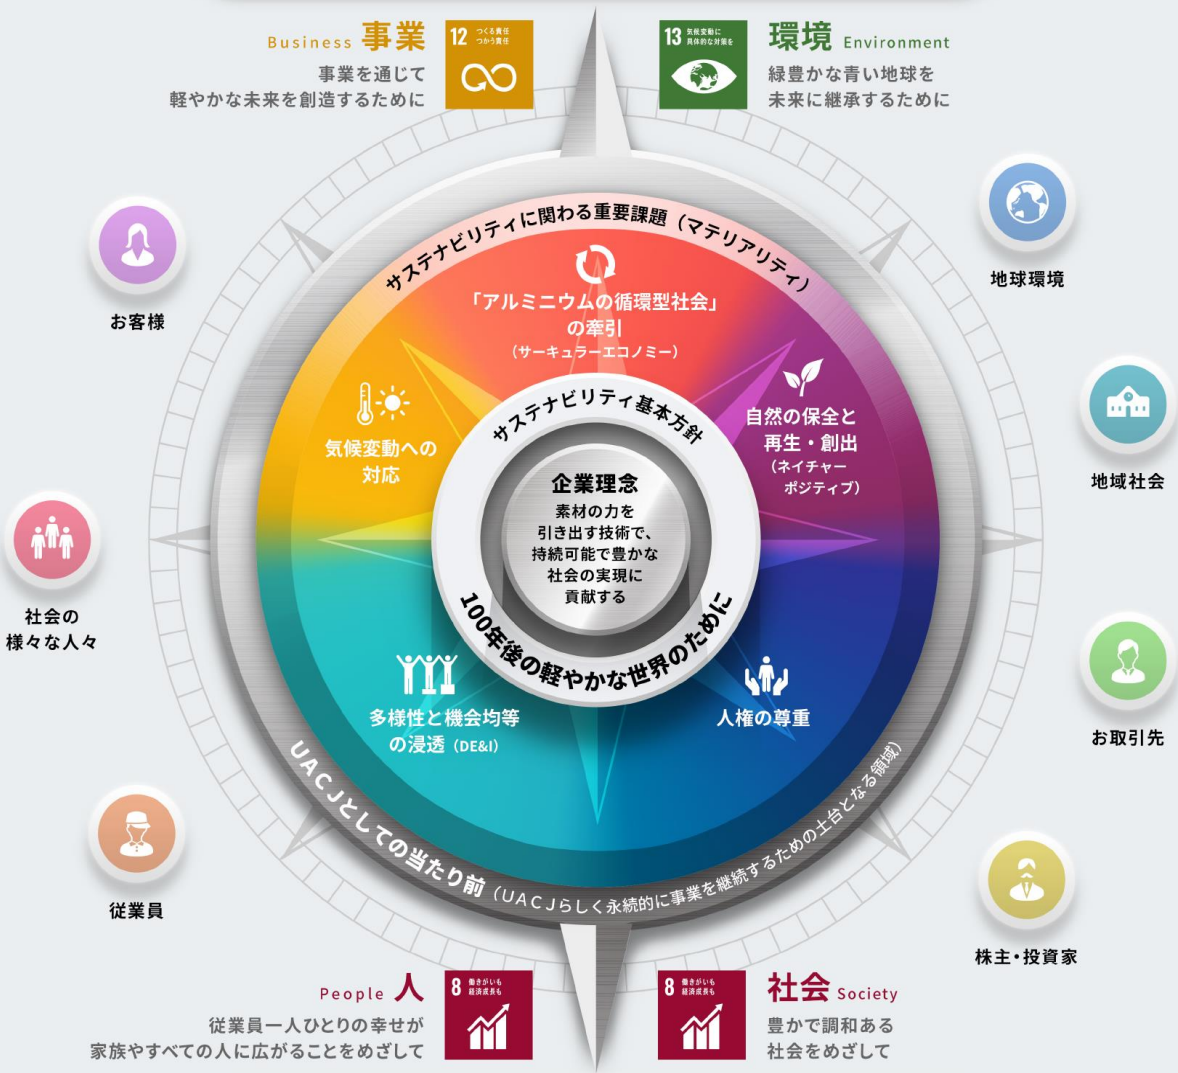 Business 事業
事業を通じて
軽やかな未来を創造するために
12 つくる責任
つかう責任
13 気候変動に
具体的な対策を
環境 Environment
緑豊かな青い地球を
未来に継承するために
お客様
社会の
様々な人々
従業員
地球環境
地域社会
お取引先
株主・投資家
サステナビリティに関わる重要課題（マテリアリティ）
「アルミニウムの循環型社会」
の牽引
（サーキュラーエコノミー）
気候変動への
対応
自然の保全と
再生・創出
（ネイチャー
ポジティブ）
サステナビリティ基本方針
企業理念
素材の力を
引き出す技術で、
持続可能で豊かな
社会の実現に
貢献する
100年後の軽やかな世界のために
多様性と機会均等
の浸透（DE&I）
人権の尊重
UACJとしての当たり前（UACJらしく永続的に事業を継続するための土台となる領域）
People 人
従業員一人ひとりの幸せが
家族やすべての人に広がることをめざして
8 働きがいも
経済成長も
8 働きがいも
経済成長も
社会 Society
豊かで調和ある
社会をめざして